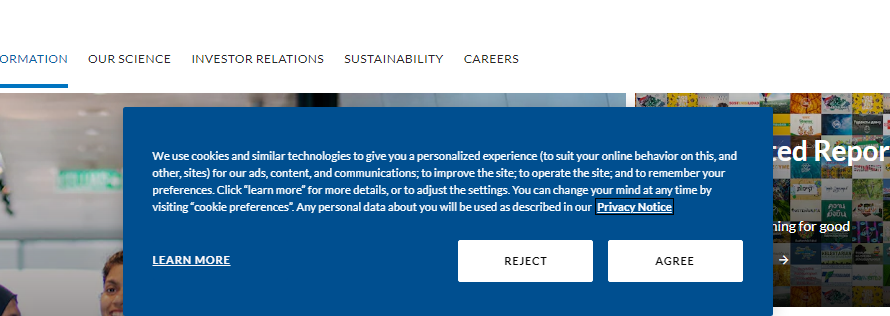 ORMATION OUR SCIENCE INVESTOR RELATIONS SUSTAINABILITY CAREERS
We use cookies and similar technologies to give you a personalized experience (to suit your online behavior on this, and
other, sites) for our ads, content, and communications; to improve the site; to operate the site; and to remember your
preferences. Click “learn more” for more details, or to adjust the settings. You can change your mind at any time by
visiting “cookie preferences”. Any personal data about you will be used as described in our Privacy Notice
LEARN MORE REJECT AGREE
ted Repor
ning for good